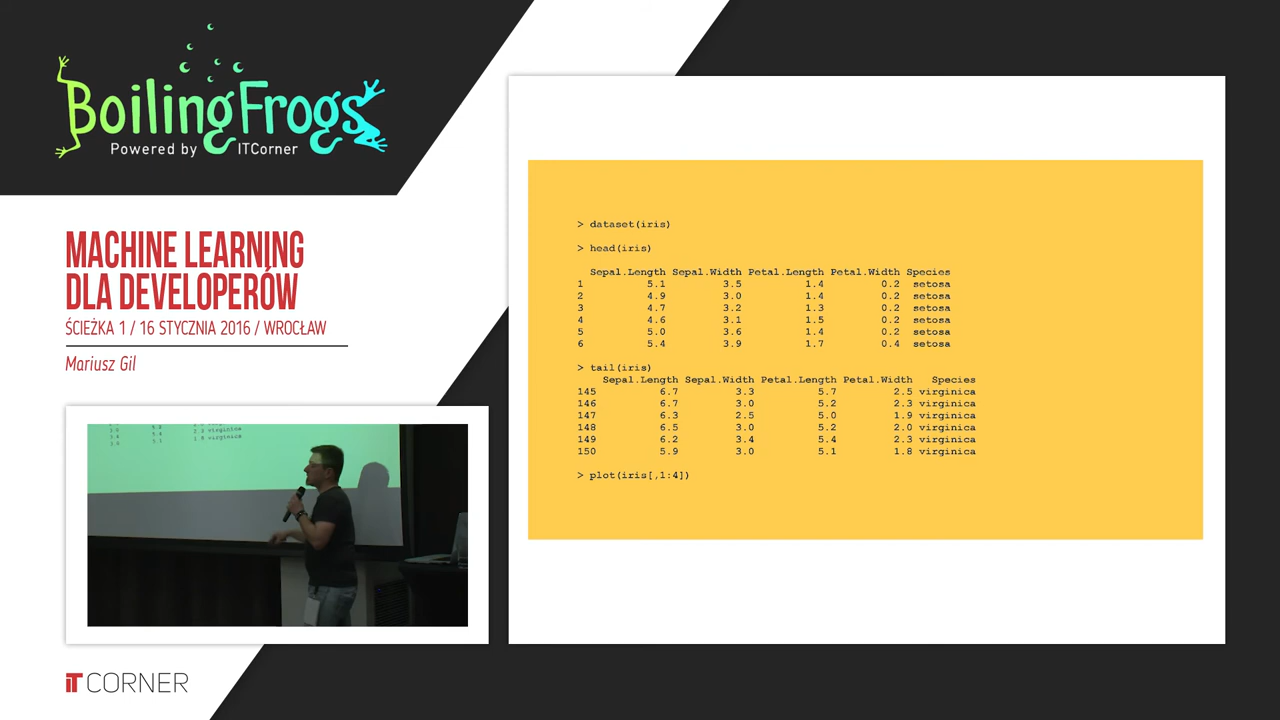 BoilingFrogs
Powered by ITCorner
MACHINE LEARNING
DLA DEVELOPERÓW
ŚCIEŻKA 1 / 16 STYCZNIA 2016 / WROCŁAW
Mariusz Gil
> dataset(iris)
> head(iris)
Sepal.Length Sepal.Width Petal.Length Petal.Width Species
1 5.1 3.5 1.4 0.2 setosa
2 4.9 3.0 1.4 0.2 setosa
3 4.7 3.2 1.3 0.2 setosa
4 4.6 3.1 1.5 0.2 setosa
5 5.0 3.6 1.4 0.2 setosa
6 5.4 3.9 1.7 0.4 setosa
> tail(iris)
Sepal.Length Sepal.Width Petal.Length Petal.Width Species
145 6.7 3.3 5.7 2.5 virginica
146 6.7 3.0 5.2 2.3 virginica
147 6.3 2.5 5.0 1.9 virginica
148 6.5 3.0 5.2 2.0 virginica
149 6.2 3.4 5.4 2.3 virginica
150 5.9 3.0 5.1 1.8 virginica
> plot(iris[,1:4])
iT CORNER